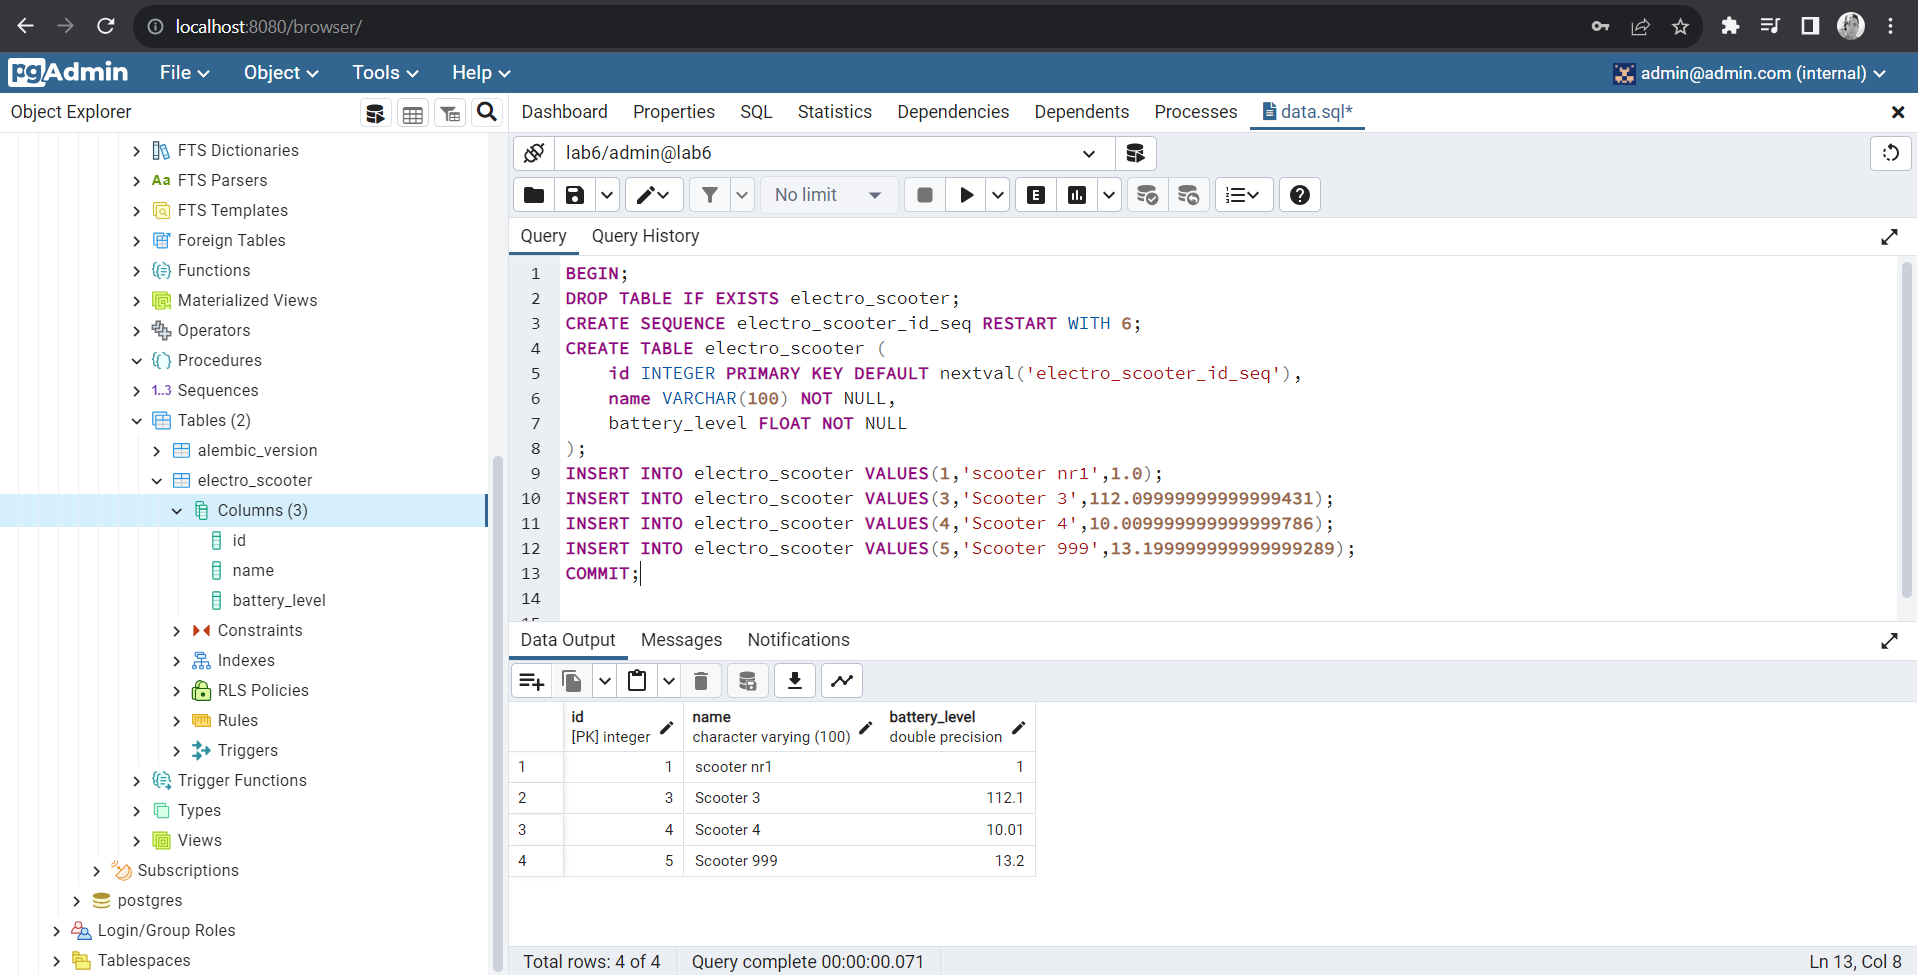 localhost:8080/browser/
pgAdmin File Object Tools Help admin@admin.com (internal)
Object Explorer
Dashboard Properties SQL Statistics Dependencies Dependents Processes data.sql*
FTS Dictionaries
Aa FTS Parsers
FTS Templates
Foreign Tables
Functions
Materialized Views
Operators
Procedures
1..3 Sequences
Tables (2)
alembic_version
electro_scooter
Columns (3)
id
name
battery_level
Constraints
Indexes
RLS Policies
Rules
Triggers
Trigger Functions
Types
Views
Subscriptions
postgres
Login/Group Roles
Tablespaces
lab6/admin@lab6
No limit E
Query Query History
1 BEGIN;
2 DROP TABLE IF EXISTS electro_scooter;
3 CREATE SEQUENCE electro_scooter_id_seq RESTART WITH 6;
4 CREATE TABLE electro_scooter (
5 id INTEGER PRIMARY KEY DEFAULT nextval('electro_scooter_id_seq'),
6 name VARCHAR(100) NOT NULL,
7 battery_level FLOAT NOT NULL
8 );
9 INSERT INTO electro_scooter VALUES(1,'scooter nr1',1.0);
10 INSERT INTO electro_scooter VALUES(3,'Scooter 3',112.09999999999999431);
11 INSERT INTO electro_scooter VALUES(4,'Scooter 4',10.009999999999999786);
12 INSERT INTO electro_scooter VALUES(5,'Scooter 999',13.199999999999999289);
13 COMMIT;
14
Data Output Messages Notifications
id name battery_level
[PK] integer character varying (100) double precision
1 1 scooter nr1 1
2 3 Scooter 3 112.1
3 4 Scooter 4 10.01
4 5 Scooter 999 13.2
Total rows: 4 of 4 Query complete 00:00:00.071 Ln 13, Col 8